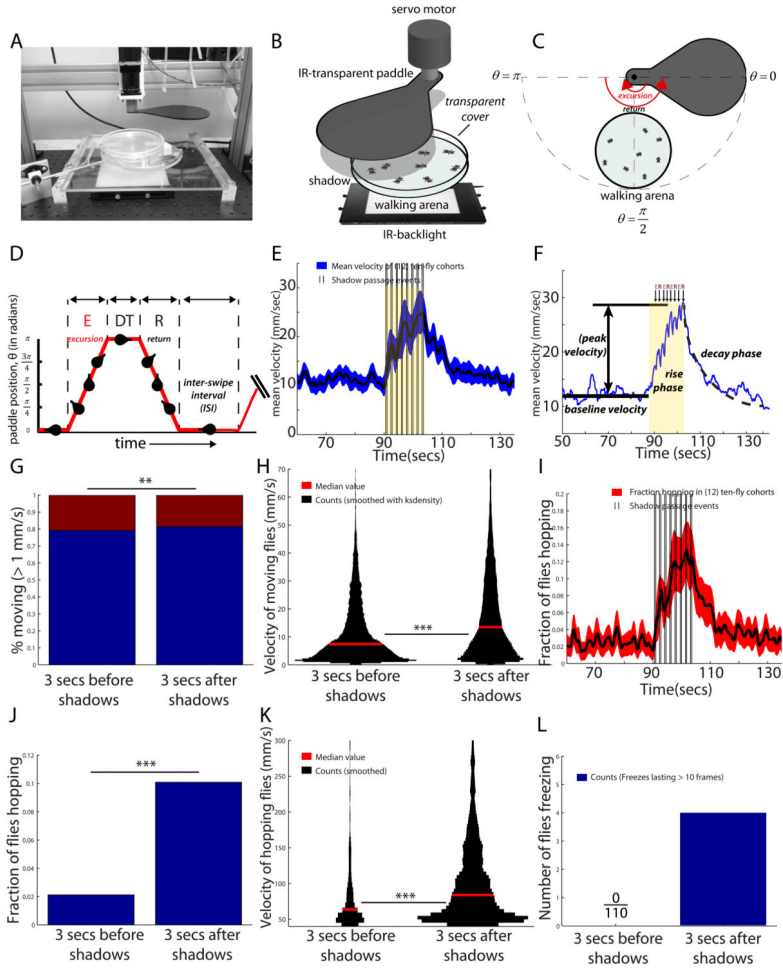 A
B
servo motor
IR-transparent paddle
transparent
cover
shadow
walking arena
IR-backlight
C
θ = π
θ = 0
excursion
return
walking arena
θ = π/2
D
paddle position, θ (in radians)
π
3π/4
π/2
π/4
0
E DT R
excursion return
inter-swipe
interval
(ISI)
time
E
Mean velocity of (12) ten-fly cohorts
Shadow passage events
mean velocity (mm/sec)
30
20
10
0
70 90 110 130
Time(secs)
F
ERERERER
mean velocity (mm/sec)
30
20
10
0
(peak
velocity)
decay phase
rise
phase
baseline velocity
50 70 90 110 130
Time (secs)
G
**
% moving (> 1 mm/s)
1
0.9
0.8
0.7
0.6
0.5
0.4
0.3
0.2
0.1
0
3 secs before
shadows
3 secs after
shadows
H
Median value
Counts (smoothed with ksdensity)
Velocity of moving flies (mm/s)
70
60
50
40
30
20
10
0
***
3 secs before
shadows
3 secs after
shadows
I
Fraction hopping in (12) ten-fly cohorts
Shadow passage events
Fraction of flies hopping
0.2
0.18
0.16
0.14
0.12
0.1
0.08
0.06
0.04
0.02
0
70 90 110 130
Time(secs)
J
***
Fraction of flies hopping
0.12
0.1
0.08
0.06
0.04
0.02
0
3 secs before
shadows
3 secs after
shadows
K
Median value
Counts (smoothed)
Velocity of hopping flies (mm/s)
300
250
200
150
100
50
***
3 secs before
shadows
3 secs after
shadows
L
Counts (Freezes lasting > 10 frames)
Number of flies freezing
6
5
4
3
2
1
0
0
110
3 secs before
shadows
3 secs after
shadows